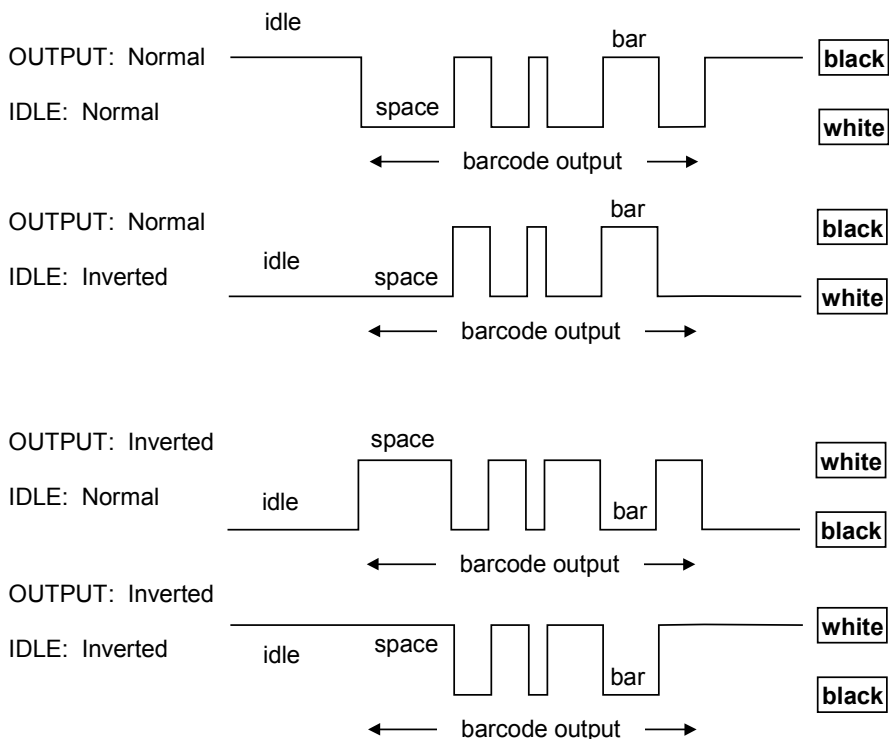 idle
OUTPUT: Normal
bar
black
IDLE: Normal
space
white
barcode output
OUTPUT: Normal
bar
black
idle
IDLE: Inverted
space
white
barcode output
OUTPUT: Inverted
space
white
IDLE: Normal
idle
bar
black
barcode output
OUTPUT: Inverted
white
IDLE: Inverted
idle
space
bar
black
barcode output